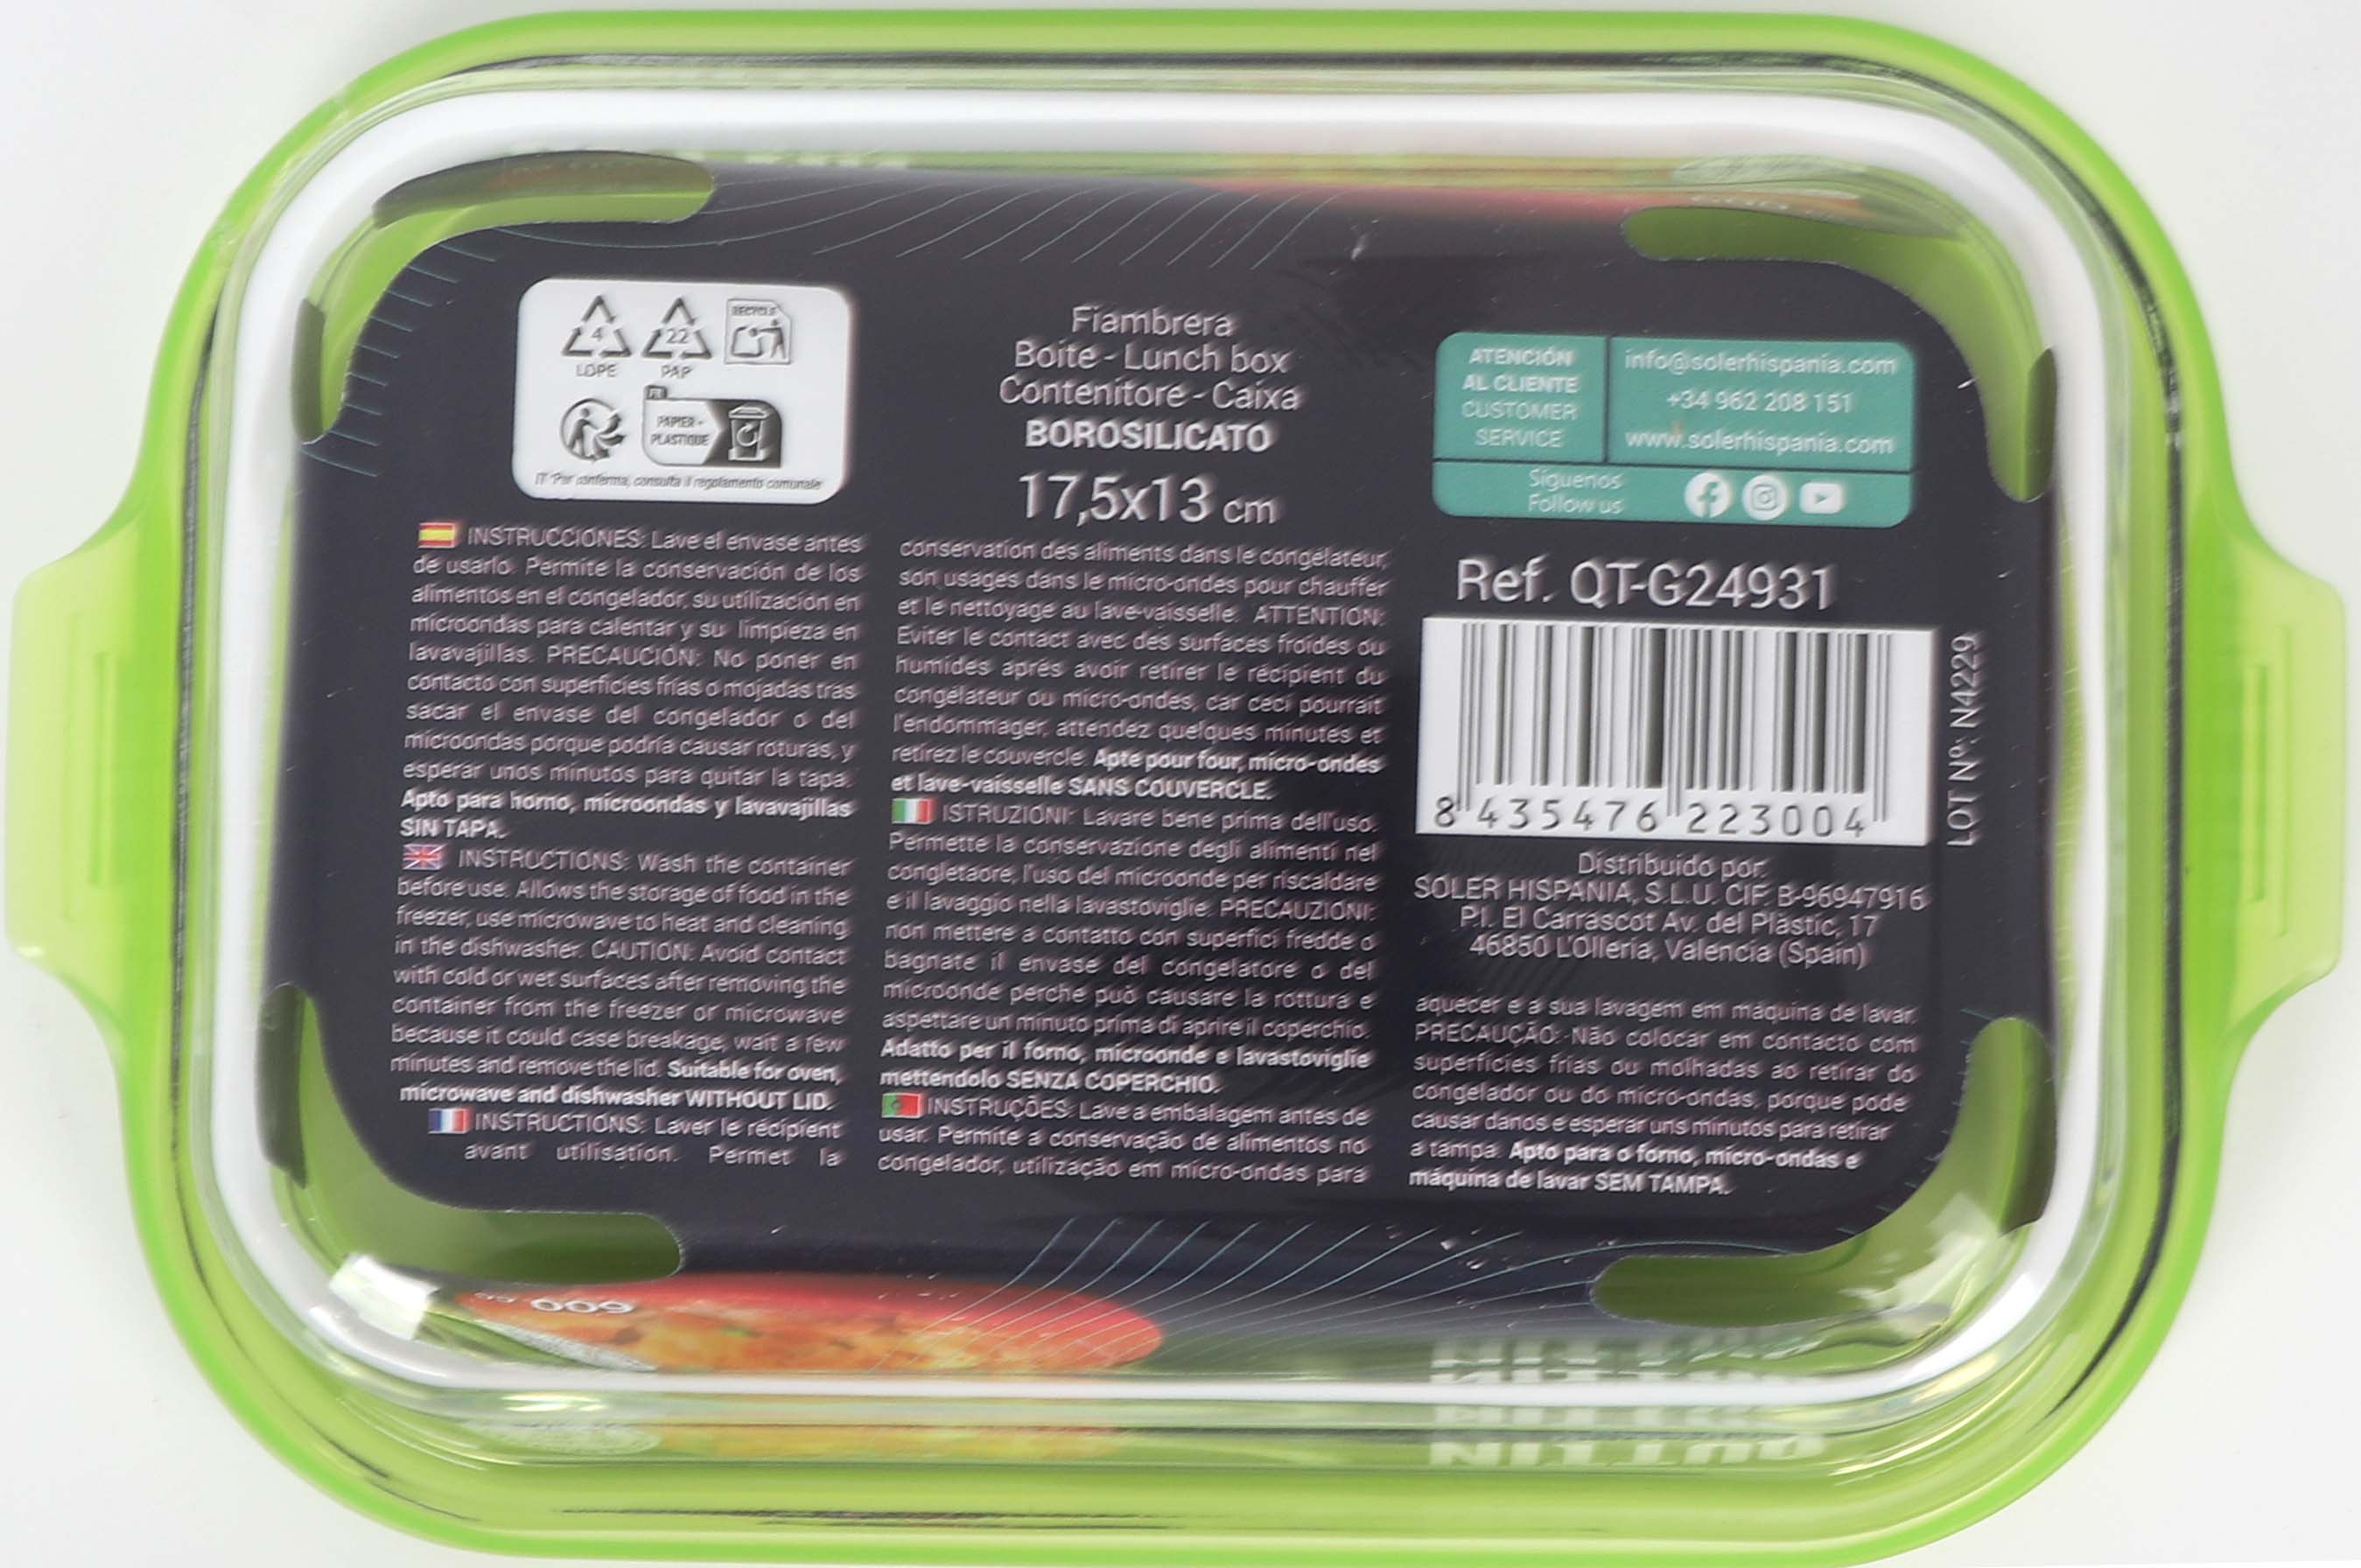 4
LDPE
22
PAP
RECYCLE
FR
PAPIER +
PLASTIQUE
IT *Per conferma, consulta il regolamento comunale
Fiambrera
Boite - Lunch box
Contenitore - Caixa
BOROSILICATO
17,5x13 cm
ATENCIÓN
AL CLIENTE
CUSTOMER
SERVICE
info@solerhispania.com
+34 962 208 151
www.solerhispania.com
Síguenos
Follow us
INSTRUCCIONES: Lave el envase antes
de usarlo. Permite la conservación de los
alimentos en el congelador, su utilización en
microondas para calentar y su limpieza en
lavavajillas. PRECAUCIÓN: No poner en
contacto con superficies frías o mojadas tras
sacar el envase del congelador o del
microondas porque podría causar roturas, y
esperar unos minutos para quitar la tapa.
Apto para horno, microondas y lavavajillas
SIN TAPA.
INSTRUCTIONS: Wash the container
before use. Allows the storage of food in the
freezer, use microwave to heat and cleaning
in the dishwasher. CAUTION: Avoid contact
with cold or wet surfaces after removing the
container from the freezer or microwave
because it could case breakage, wait a few
minutes and remove the lid. Suitable for oven,
microwave and dishwasher WITHOUT LID.
INSTRUCTIONS: Laver le récipient
avant utilisation. Permet la
conservation des aliments dans le congélateur,
son usages dans le micro-ondes pour chauffer
et le nettoyage au lave-vaisselle. ATTENTION:
Eviter le contact avec des surfaces froides ou
humides après avoir retirer le récipient du
congélateur ou micro-ondes, car ceci pourrait
l'endommager, attendez quelques minutes et
retirez le couvercle. Apte pour four, micro-ondes
et lave-vaisselle SANS COUVERCLE.
ISTRUZIONI: Lavare bene prima dell'uso.
Permette la conservazione degli alimenti nel
congletaore, l'uso del microonde per riscaldare
e il lavaggio nella lavastoviglie. PRECAUZIONI:
non mettere a contatto con superfici fredde o
bagnate il envase del congelatore o del
microonde perche può causare la rottura e
aspettare un minuto prima di aprire il coperchio.
Adatto per il forno, microonde e lavastoviglie
mettendolo SENZA COPERCHIO.
INSTRUÇÕES: Lave a embalagem antes de
usar. Permite a conservação de alimentos no
congelador, utilização em micro-ondas para
Ref. QT-G24931
8 435476 223004
LOT Nº: N4229
Distribuido por:
SOLER HISPANIA, S.L.U. CIF. B-96947916
P.I. El Carrascot Av. del Plàstic, 17
46850 L'Olleria, Valencia (Spain)
aquecer e a sua lavagem em máquina de lavar.
PRECAUÇÃO: Não colocar em contacto com
superfícies frias ou molhadas ao retirar do
congelador ou do micro-ondas, porque pode
causar danos e esperar uns minutos para retirar
a tampa. Apto para o forno, micro-ondas e
máquina de lavar SEM TAMPA.
600 cc
QUTTIN